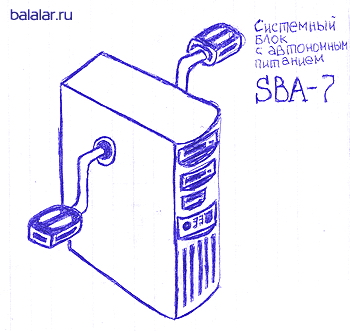 balalar.ru
Системный
блок
с автономным
питанием
SBA-7